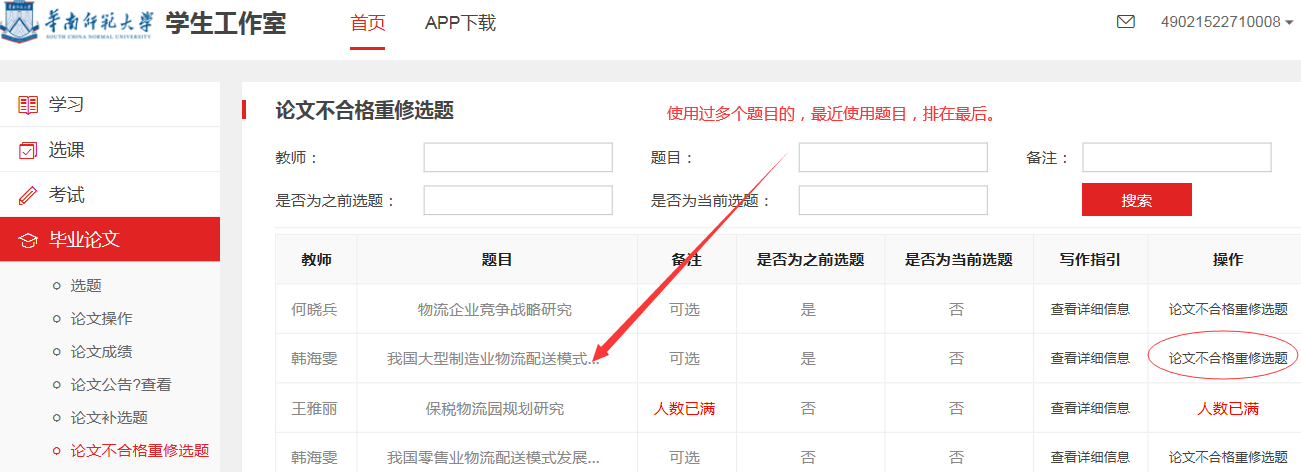 華南师范大学 学生工作室 首页 APP下载 49021522710008
SOUTH CHINA NORMAL UNIVERSITY
学习
选课
考试
毕业论文
选题
论文操作
论文成绩
论文公告?查看
论文补选题
论文不合格重修选题
论文不合格重修选题 使用过多个题目的，最近使用题目，排在最后。
教师： 题目： 备注：
是否为之前选题： 是否为当前选题： 搜索
教师 题目 备注 是否为之前选题 是否为当前选题 写作指引 操作
何晓兵 物流企业竞争战略研究 可选 是 否 查看详细信息 论文不合格重修选题
韩海雯 我国大型制造业物流配送模式... 可选 是 否 查看详细信息 论文不合格重修选题
王雅丽 保税物流园规划研究 人数已满 否 否 查看详细信息 人数已满
韩海雯 我国零售业物流配送模式发展... 可选 否 否 查看详细信息 论文不合格重修选题